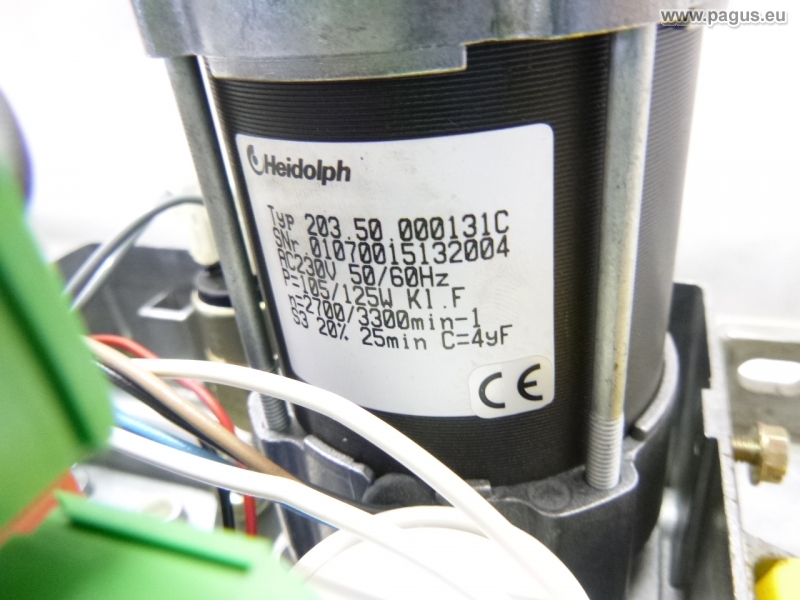 www.pagus.eu
Heidolph
Typ 203.50.000131C
SNr.01070015132004
AC230V 50/60Hz
P=105/125W Kl.F
n=2700/3300min-1
S3 20% 25min C=4yF
CE